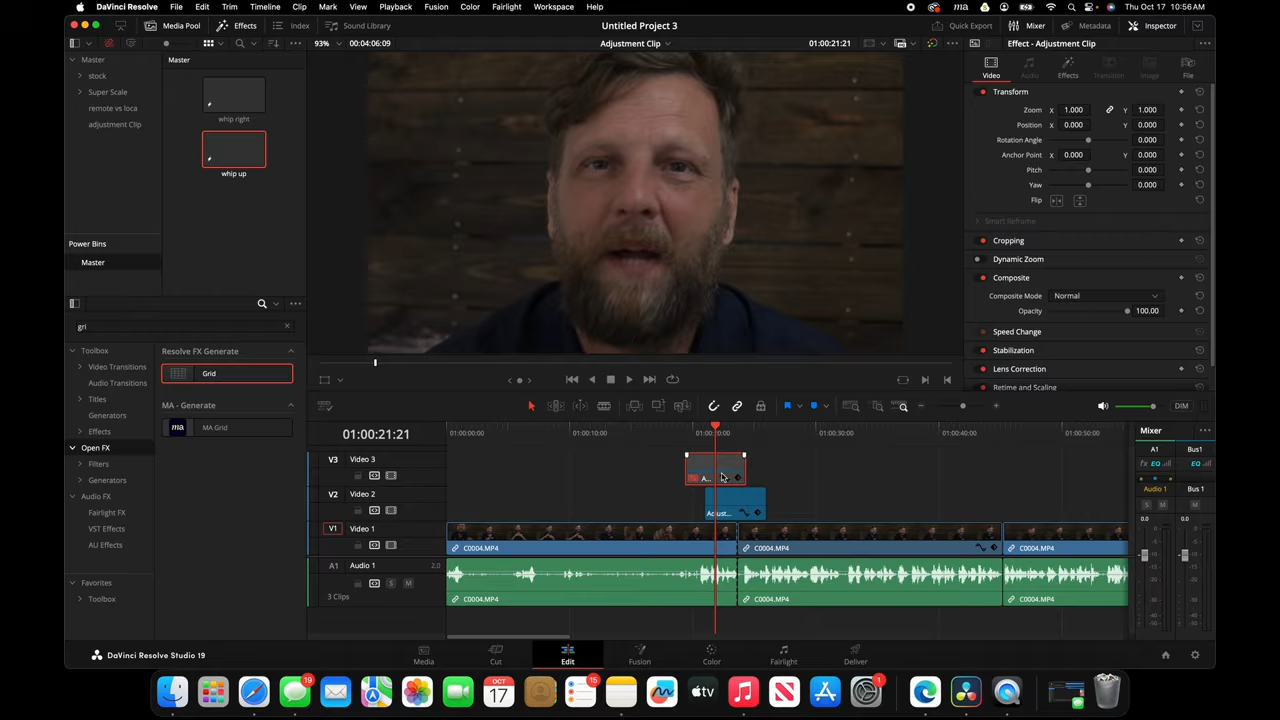 DaVinci Resolve File Edit Trim Timeline Clip Mark View Playback Fusion Color Fairlight Workspace Help
Thu Oct 17 10:56 AM
Media Pool Effects Index Sound Library
Untitled Project 3
Quick Export Mixer Metadata Inspector
93% 00:04:06:09 Adjustment Clip 01:00:21:21
Effect - Adjustment Clip
Master
stock
Super Scale
remote vs loca
adjustment Clip
Master
whip right
whip up
Power Bins
Master
Video Audio Effects Transition Image File
Transform
Zoom X 1.000 Y 1.000
Position X 0.000 Y 0.000
Rotation Angle 0.000
Anchor Point X 0.000 Y 0.000
Pitch 0.000
Yaw 0.000
Flip
Smart Reframe
Cropping
Dynamic Zoom
Composite
Composite Mode Normal
Opacity 100.00
Speed Change
Stabilization
Lens Correction
Retime and Scaling
gri
Toolbox
Video Transitions
Audio Transitions
Titles
Generators
Effects
Open FX
Filters
Generators
Audio FX
Fairlight FX
VST Effects
AU Effects
Favorites
Toolbox
Resolve FX Generate
Grid
MA - Generate
ma MA Grid
DIM
01:00:21:21
01:00:00:00 01:00:10:00 01:00:20:00 01:00:30:00 01:00:40:00 01:00:50:00
V3 Video 3
A...
V2 Video 2
Adjust...
V1 Video 1
C0004.MP4 C0004.MP4 C0004.MP4
A1 Audio 1 2.0
S M
3 Clips
C0004.MP4 C0004.MP4 C0004.MP4
Mixer
A1 Bus1
EQ EQ
Audio 1 Bus 1
S M M
0.0 0.0
DaVinci Resolve Studio 19
Media Cut Edit Fusion Color Fairlight Deliver
19
OCT
17
15
tv
1